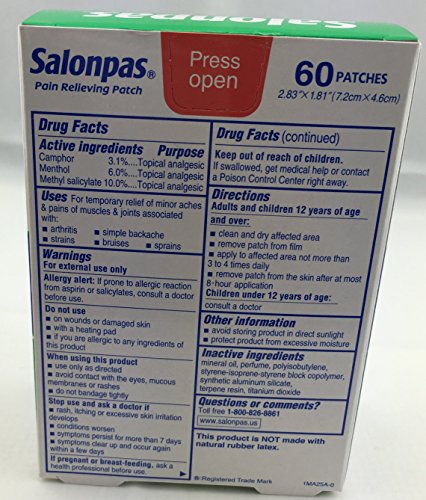 Salonpas
Salonpas®
Pain Relieving Patch
Press
open
60 PATCHES
2.83"×1.81"(7.2cm×4.6cm)
Drug Facts
Active ingredients Purpose
Camphor 3.1%....Topical analgesic
Menthol 6.0%....Topical analgesic
Methyl salicylate 10.0%....Topical analgesic
Uses For temporary relief of minor aches
& pains of muscles & joints associated
with:
■ arthritis ■ simple backache
■ strains ■ bruises ■ sprains
Warnings
For external use only
Allergy alert: If prone to allergic reaction
from aspirin or salicylates, consult a doctor
before use.
Do not use
■ on wounds or damaged skin
■ with a heating pad
■ if you are allergic to any ingredients of
this product
When using this product
■ use only as directed
■ avoid contact with the eyes, mucous
membranes or rashes
■ do not bandage tightly
Stop use and ask a doctor if
■ rash, itching or excessive skin irritation
develops
■ conditions worsen
■ symptoms persist for more than 7 days
■ symptoms clear up and occur again
within a few days
If pregnant or breast-feeding, ask a
health professional before use.
Drug Facts (continued)
Keep out of reach of children.
If swallowed, get medical help or contact
a Poison Control Center right away.
Directions
Adults and children 12 years of age
and over:
■ clean and dry affected area
■ remove patch from film
■ apply to affected area not more than
3 to 4 times daily
■ remove patch from the skin after at most
8-hour application
Children under 12 years of age:
consult a doctor
Other information
■ avoid storing product in direct sunlight
■ protect product from excessive moisture
Inactive ingredients
mineral oil, perfume, polyisobutylene,
styrene-isoprene-styrene block copolymer,
synthetic aluminum silicate,
terpene resin, titanium dioxide
Questions or comments?
Toll free 1-800-826-8861
www.salonpas.us
This product is NOT made with
natural rubber latex.
® : Registered Trade Mark
1MA25A-0